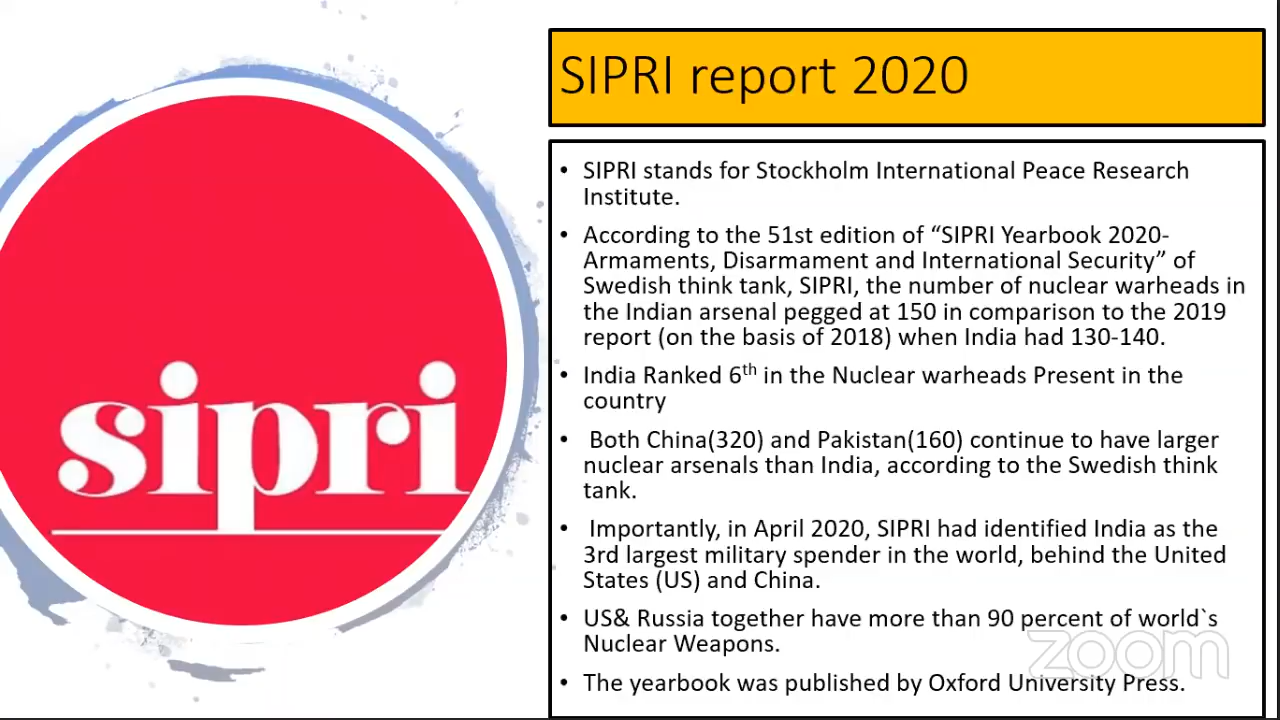 sipri
SIPRI report 2020
• SIPRI stands for Stockholm International Peace Research
Institute.
• According to the 51st edition of “SIPRI Yearbook 2020-
Armaments, Disarmament and International Security” of
Swedish think tank, SIPRI, the number of nuclear warheads in
the Indian arsenal pegged at 150 in comparison to the 2019
report (on the basis of 2018) when India had 130-140.
• India Ranked 6th in the Nuclear warheads Present in the
country
• Both China(320) and Pakistan(160) continue to have larger
nuclear arsenals than India, according to the Swedish think
tank.
• Importantly, in April 2020, SIPRI had identified India as the
3rd largest military spender in the world, behind the United
States (US) and China.
• US& Russia together have more than 90 percent of world`s
Nuclear Weapons.
• The yearbook was published by Oxford University Press.
zoom